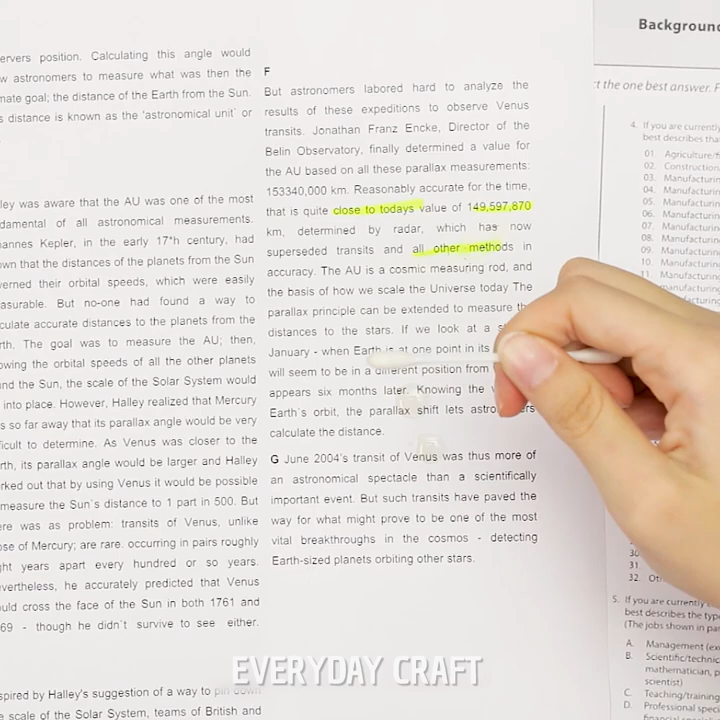 ervers position. Calculating this angle would
w astronomers to measure what was then the
mate goal; the distance of the Earth from the Sun.
s distance is known as the 'astronomical unit' or
ley was aware that the AU was one of the most
damental of all astronomical measurements.
annes Kepler, in the early 17*h century, had
wn that the distances of the planets from the Sun
verned their orbital speeds, which were easily
asurable. But no-one had found a way to
culate accurate distances to the planets from the
rth. The goal was to measure the AU; then,
owing the orbital speeds of all the other planets
und the Sun, the scale of the Solar System would
into place. However, Halley realized that Mercury
s so far away that its parallax angle would be very
ficult to determine. As Venus was closer to the
rth, its parallax angle would be larger and Halley
rked out that by using Venus it would be possible
measure the Sun's distance to 1 part in 500. But
ere was as problem: transits of Venus, unlike
ose of Mercury; are rare. occurring in pairs roughly
ght years apart every hundred or so years.
evertheless, he accurately predicted that Venus
uld cross the face of the Sun in both 1761 and
69 - though he didn't survive to see either.
spired by Halley's suggestion of a way to pin down
e scale of the Solar System, teams of British and
F
But astronomers labored hard to analyze the
results of these expeditions to observe Venus
transits. Jonathan Franz Encke, Director of the
Belin Observatory, finally determined a value for
the AU based on all these parallax measurements:
153340,000 km. Reasonably accurate for the time,
that is quite close to todays value of 149,597,870
km, determined by radar, which has now
superseded transits and all other methods in
accuracy. The AU is a cosmic measuring rod, and
the basis of how we scale the Universe today The
parallax principle can be extended to measure the
distances to the stars. If we look at a s
January - when Earth is at one point in its
will seem to be in a different position from
appears six months later. Knowing the
Earth's orbit, the parallax shift lets astro ers
calculate the distance.
G June 2004's transit of Venus was thus more of
an astronomical spectacle than a scientifically
important event. But such transits have paved the
way for what might prove to be one of the most
vital breakthroughs in the cosmos - detecting
Earth-sized planets orbiting other stars.
Background
t the one best answer. F
4. If you are currently
best describes tha
01 Agriculture/fi
02. Construction
03. Manufacturin
04. Manufacturin
05. Manufacturin
06. Manufacturin
07. Manufacturin
08. Manufacturin
09. Manufacturin
10. Manufacturin
11. Manufacturin
manufacturin
30
31.
32. Ot
5. If you are currently
best describes the type
(The jobs shown in pa
A. Management (ex
B. Scientific/technic
mathematician, p
scientist)
C. Teaching/training
D. Professional spec
EVERYDAY CRAFT